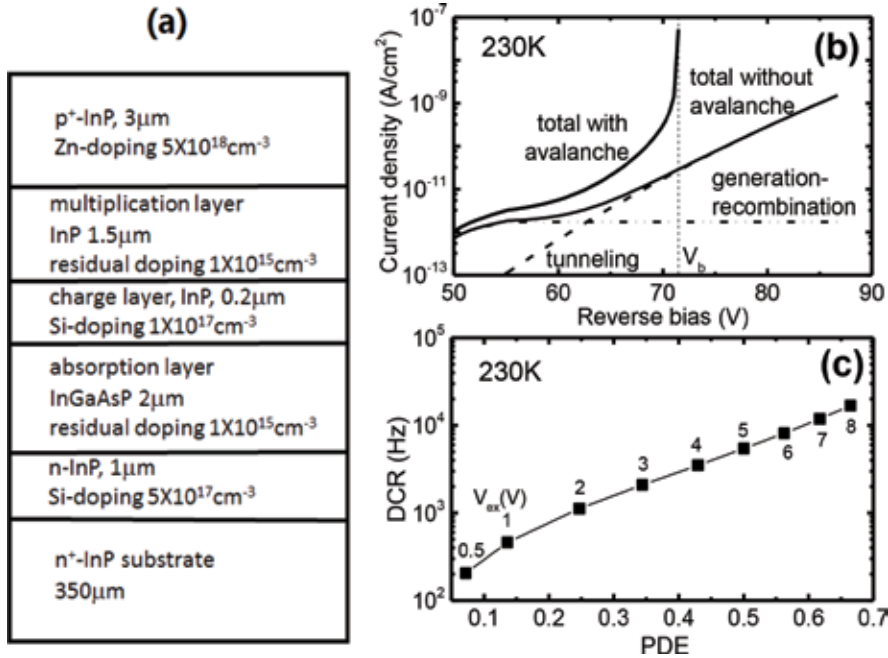 (a)
p⁺-InP, 3μm
Zn-doping 5X10¹⁸cm⁻³
multiplication layer
InP 1.5μm
residual doping 1X10¹⁵cm⁻³
charge layer, InP, 0.2μm
Si-doping 1X10¹⁷cm⁻³
absorption layer
InGaAsP 2μm
residual doping 1X10¹⁵cm⁻³
n-InP, 1μm
Si-doping 5X10¹⁷cm⁻³
n⁺-InP substrate
350μm
(b)
230K
Current density (A/cm²)
10⁻⁷
10⁻⁹
10⁻¹¹
10⁻¹³
total with
avalanche
total without
avalanche
generation-
recombination
tunneling
V_b
50 60 70 80 90
Reverse bias (V)
(c)
230K
DCR (Hz)
10⁵
10⁴
10³
10²
V_ex(V)
0.5 1 2 3 4 5 6 7 8
0.1 0.2 0.3 0.4 0.5 0.6 0.7
PDE